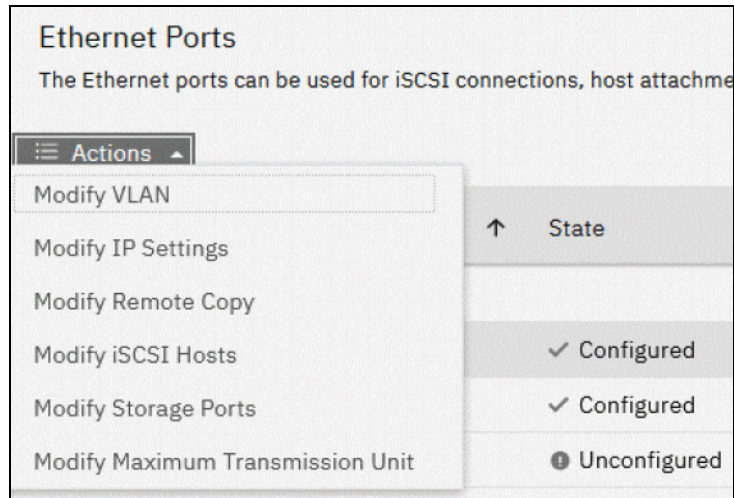 Ethernet Ports
The Ethernet ports can be used for iSCSI connections, host attachme
Actions
Modify VLAN
Modify IP Settings
State
Modify Remote Copy
Modify iSCSI Hosts
Configured
Modify Storage Ports
Configured
Modify Maximum Transmission Unit
Unconfigured